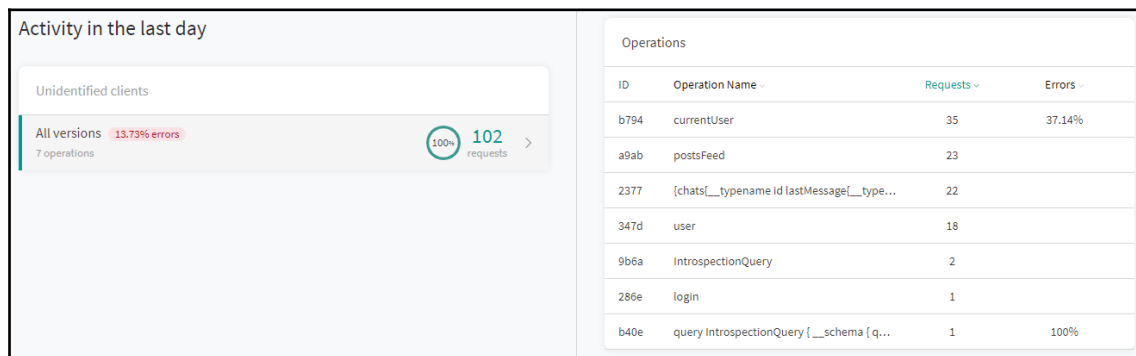 Activity in the last day
Unidentified clients
All versions 13.73% errors
7 operations
100%
102
requests
Operations
ID Operation Name Requests Errors
b794 currentUser 35 37.14%
a9ab postsFeed 23
2377 {chats{__typename id lastMessage{__type...
22
347d user 18
9b6a IntrospectionQuery 2
286e login 1
b40e query IntrospectionQuery { __schema { q... 1 100%